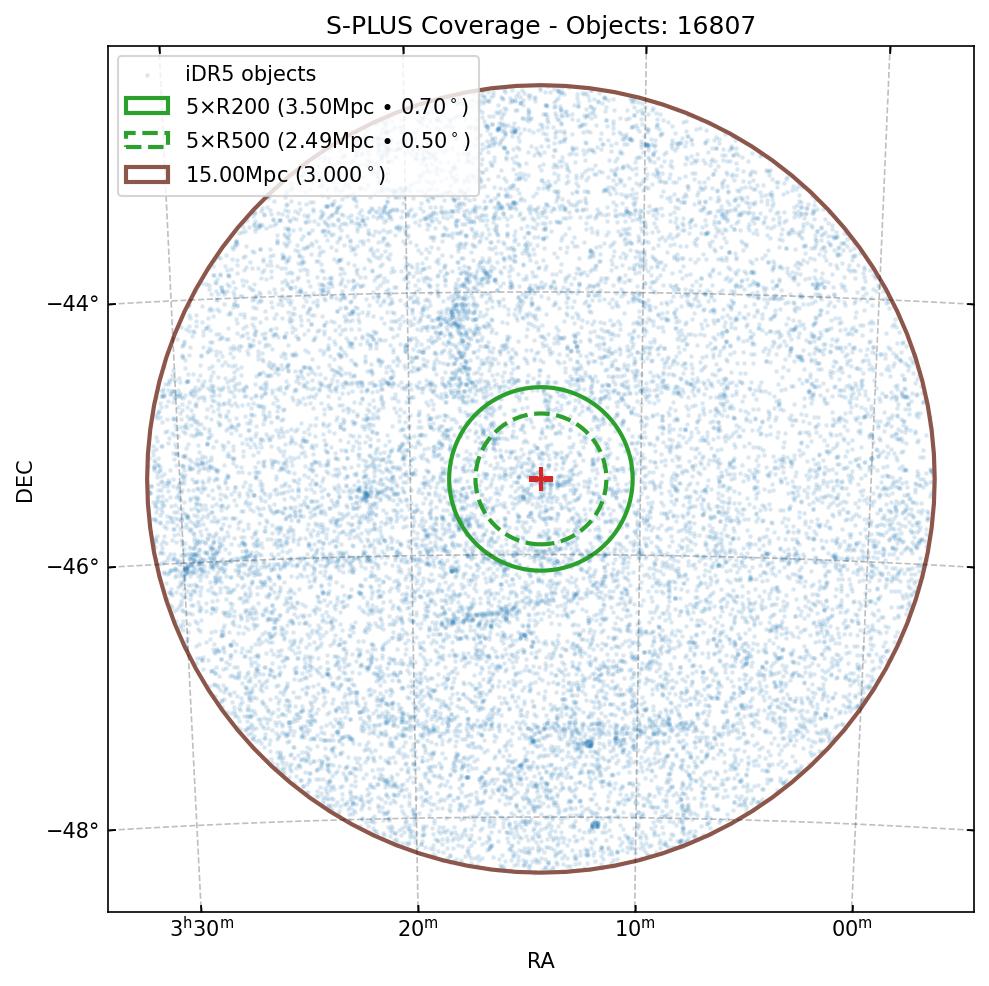 S-PLUS Coverage - Objects: 16807
iDR5 objects
5×R200 (3.50Mpc • 0.70°)
5×R500 (2.49Mpc • 0.50°)
15.00Mpc (3.000°)
−44°
−46°
−48°
DEC
3ʰ30ᵐ
20ᵐ
10ᵐ
00ᵐ
RA